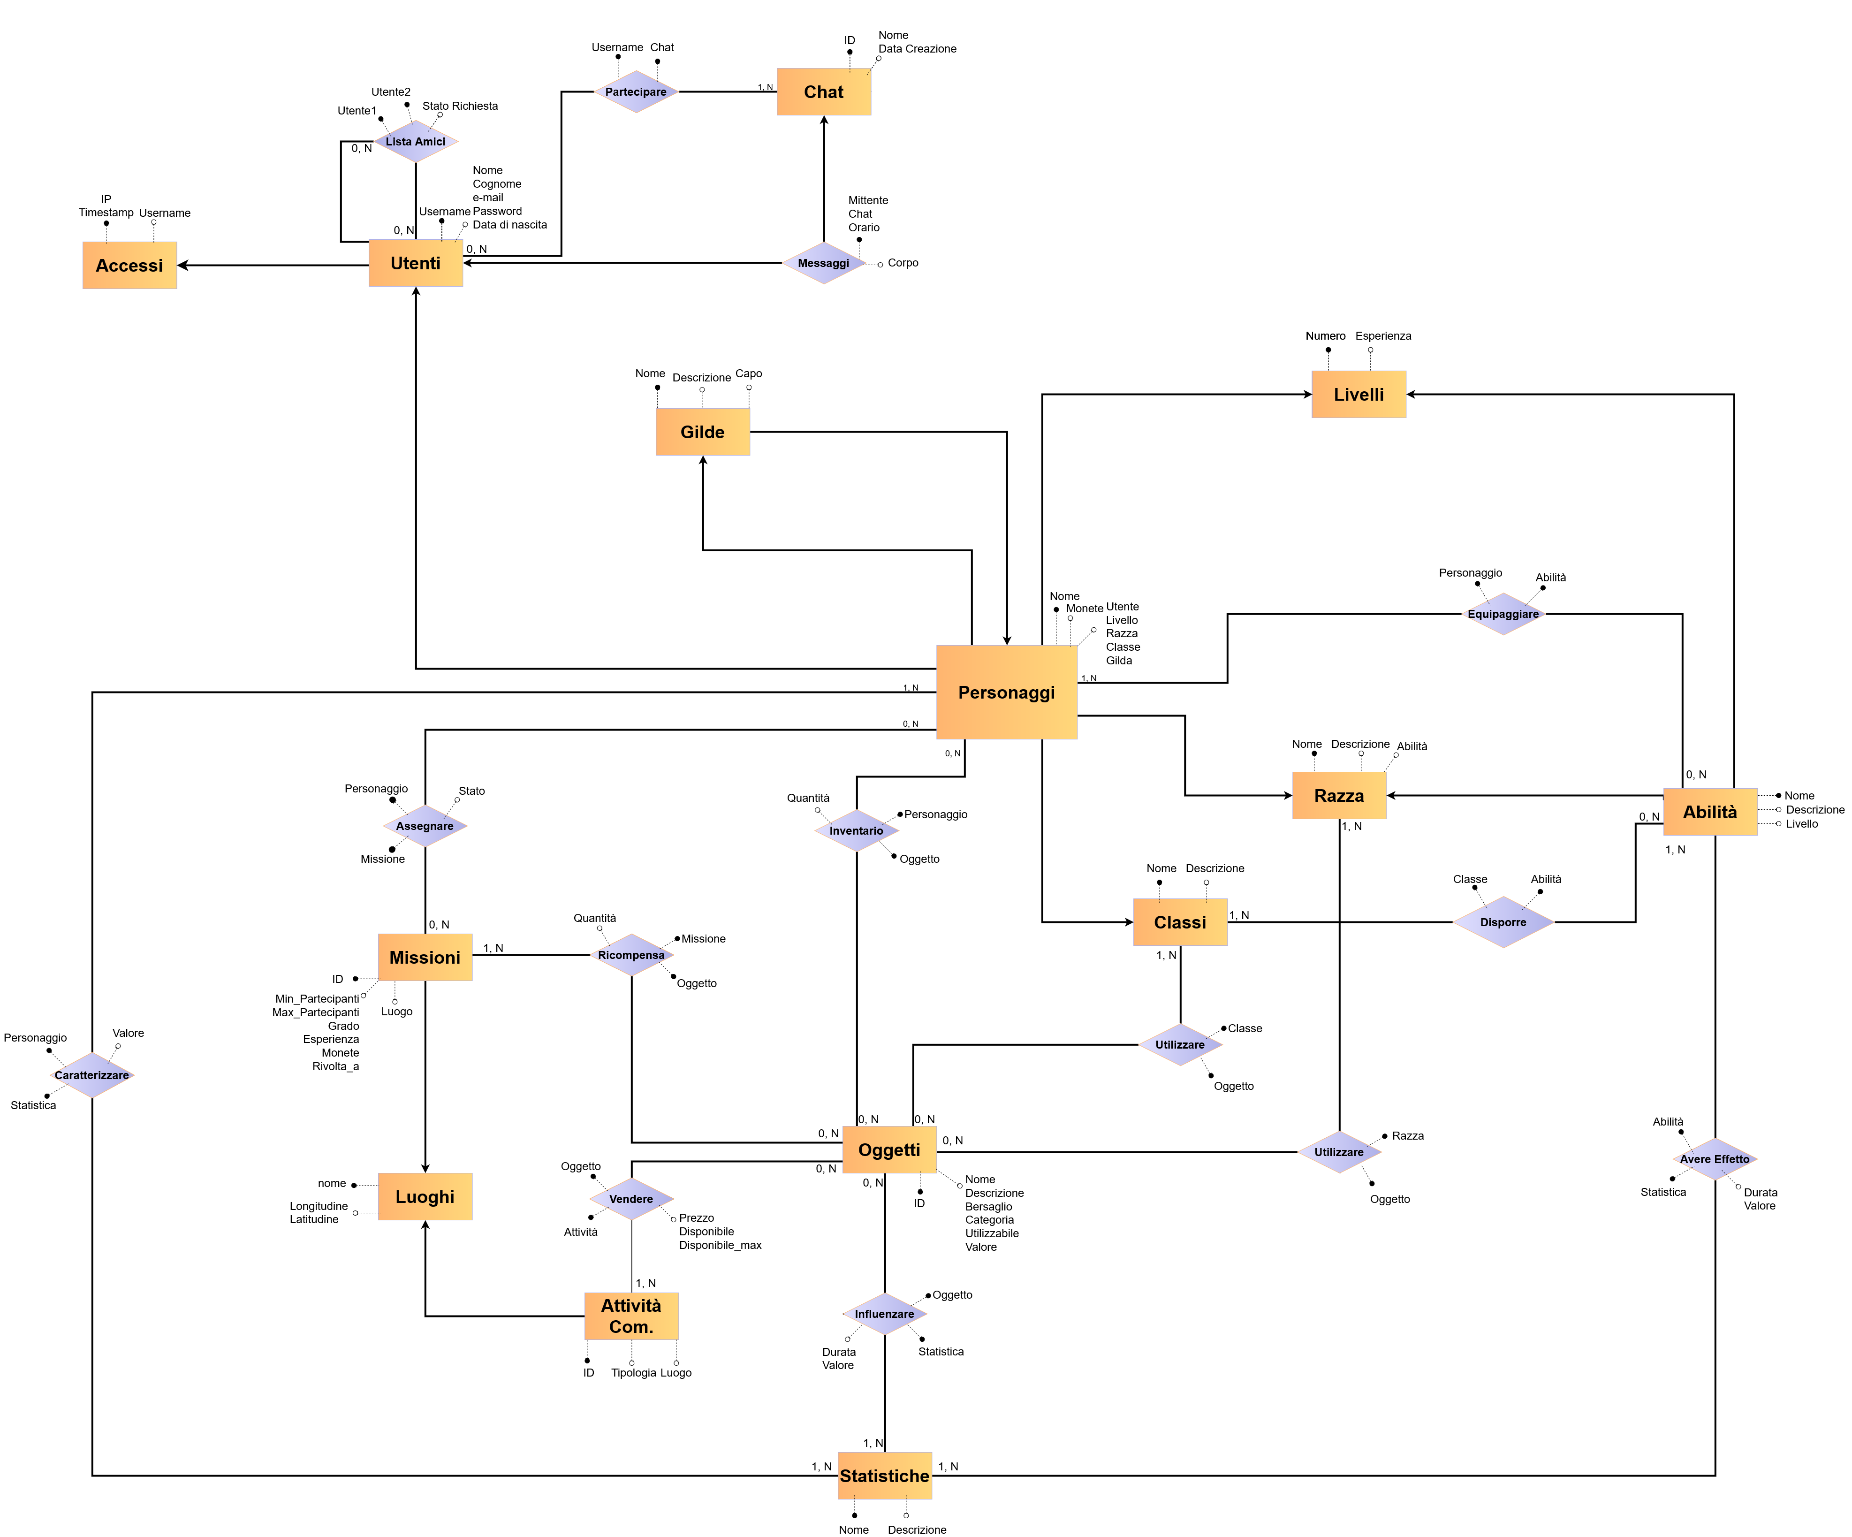 Nome
ID
Data Creazione
Username
Chat
Partecipare
1, N
Chat
Utente2
Utente1
Stato Richiesta
Lista Amici
0, N
Nome
Cognome
e-mail
Username
Password
Data di nascita
0, N
0, N
Utenti
IP
Timestamp
Username
Accessi
Mittente
Chat
Orario
Messaggi
Corpo
Numero
Esperienza
Livelli
Nome
Descrizione
Capo
Gilde
Personaggio
Abilità
Equipaggiare
Nome
Monete
Utente
Livello
Razza
Classe
Gilda
Personaggi
1, N
1, N
0, N
0, N
Nome
Descrizione
Abilità
Razza
1, N
0, N
Abilità
0, N
1, N
Nome
Descrizione
Livello
Personaggio
Stato
Assegnare
Missione
Quantità
Personaggio
Inventario
Oggetto
Nome
Descrizione
Classi
1, N
1, N
Classe
Abilità
Disporre
0, N
Missioni
1, N
ID
Min_Partecipanti
Max_Partecipanti
Grado
Esperienza
Monete
Rivolta_a
Luogo
Quantità
Missione
Ricompensa
Oggetto
Classe
Utilizzare
Oggetto
Personaggio
Valore
Caratterizzare
Statistica
0, N
0, N
0, N
0, N
0, N
0, N
Oggetti
ID
Nome
Descrizione
Bersaglio
Categoria
Utilizzabile
Valore
Razza
Utilizzare
Oggetto
Abilità
Avere Effetto
Statistica
Durata
Valore
nome
Longitudine
Latitudine
Luoghi
Oggetto
Vendere
Attività
Prezzo
Disponibile
Disponibile_max
1, N
Attività
Com.
ID
Tipologia
Luogo
Oggetto
Influenzare
Durata
Valore
Statistica
1, N
1, N
1, N
Statistiche
Nome
Descrizione